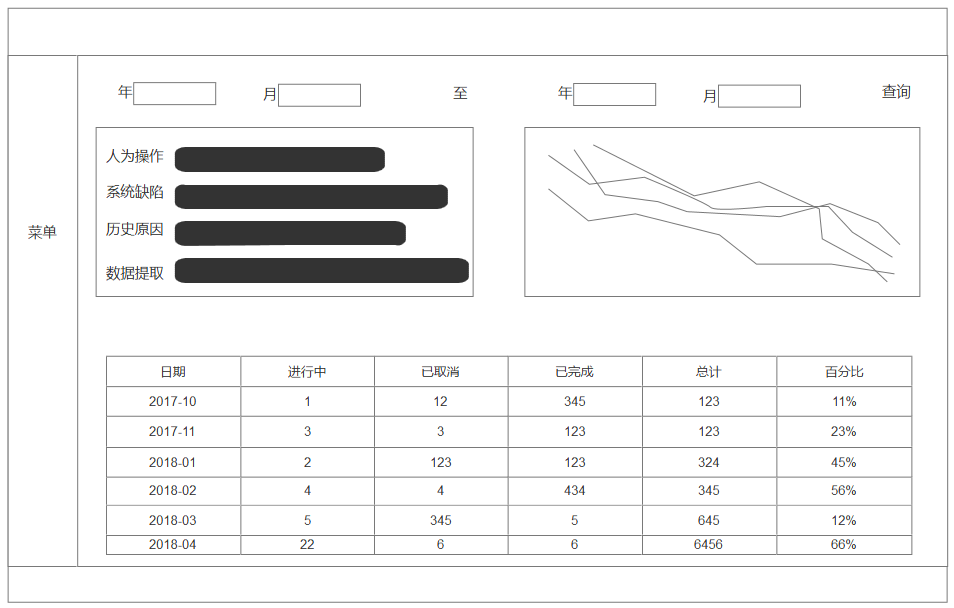 年 月 至 年 月 查询
菜单
人为操作
系统缺陷
历史原因
数据提取
日期 进行中 已取消 已完成 总计 百分比
2017-10 1 12 345 123 11%
2017-11 3 3 123 123 23%
2018-01 2 123 123 324 45%
2018-02 4 4 434 345 56%
2018-03 5 345 5 645 12%
2018-04 22 6 6 6456 66%